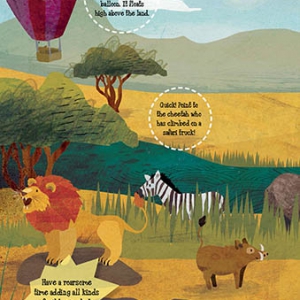 balloon. It floats
high above the land.
Quick! Point to
the cheetah who
has climbed on a
safari truck!
Have a roarsome
time adding all kinds